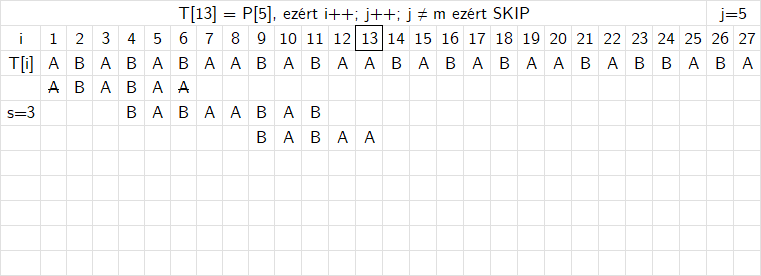 T[13] = P[5], ezért i++; j++; j ≠ m ezért SKIP j=5
i 1 2 3 4 5 6 7 8 9 10 11 12 13 14 15 16 17 18 19 20 21 22 23 24 25 26 27
T[i] A B A B A B A A B A B A A B A B A B A A B A B B A B A
A B A B A A
s=3 B A B A A B A B
B A B A A